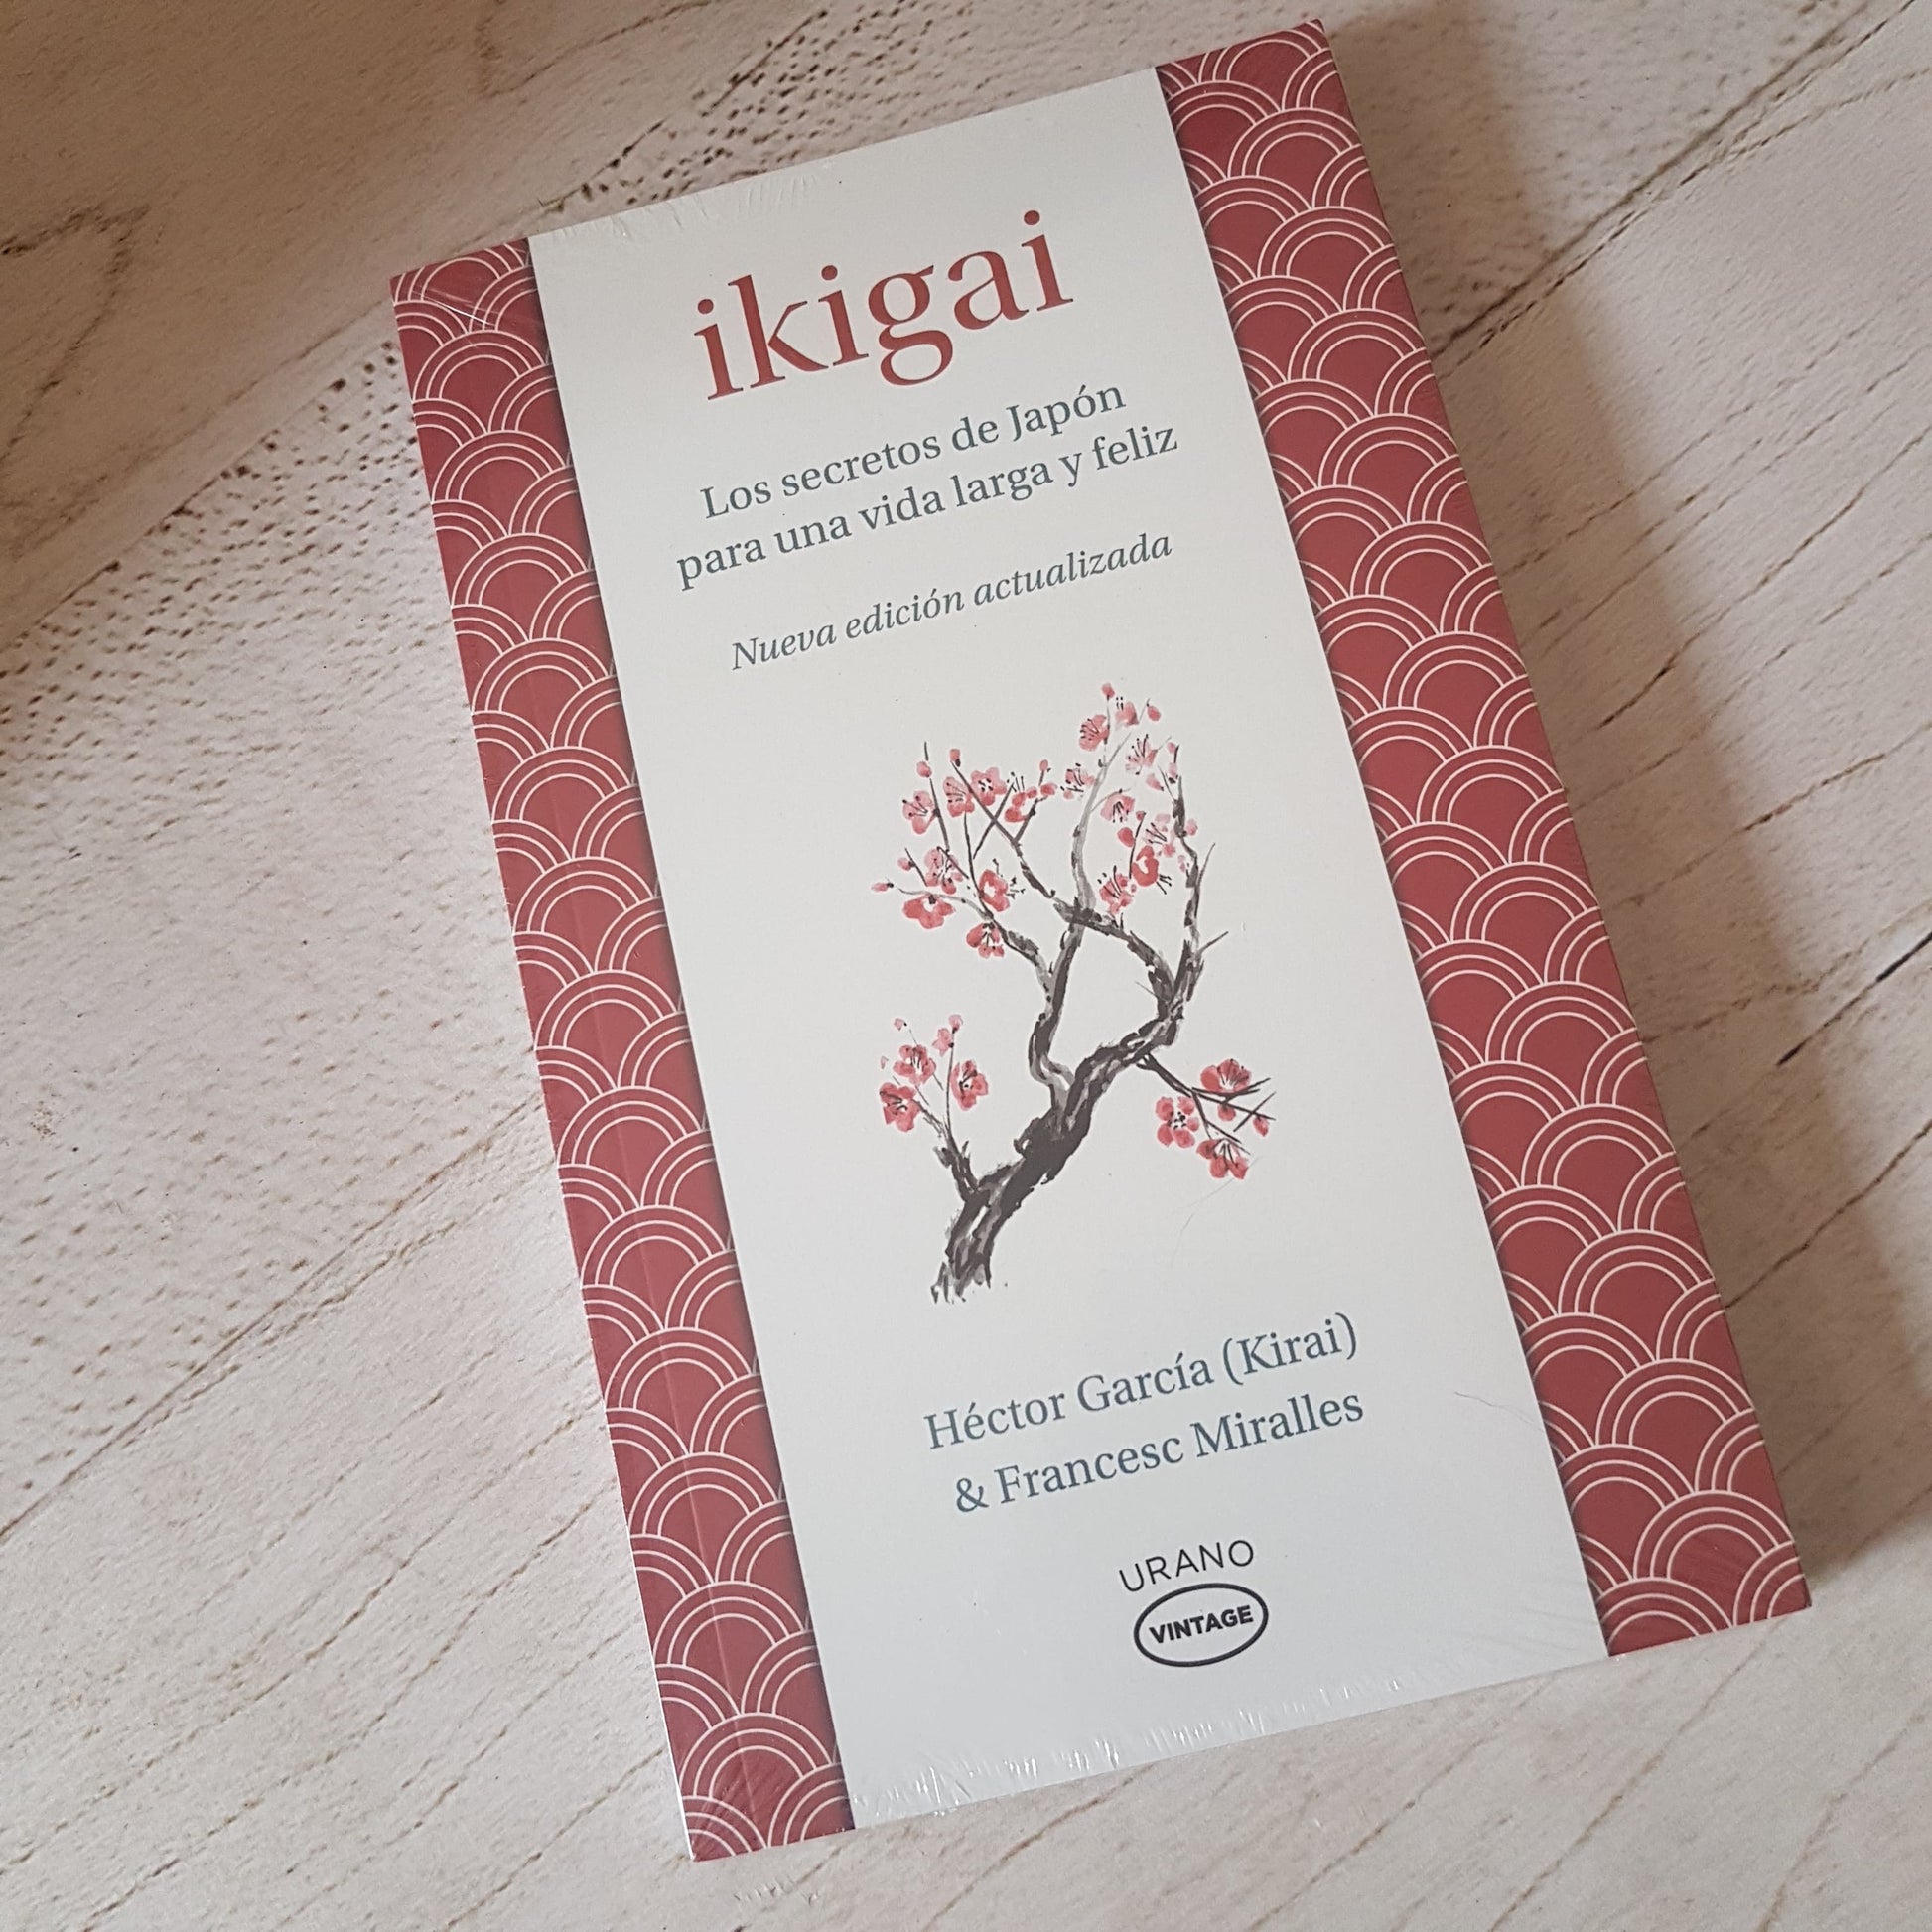 ikigai
Los secretos de Japón
para una vida larga y feliz
Nueva edición actualizada
Héctor García (Kirai)
& Francesc Miralles
URANO
VINTAGE